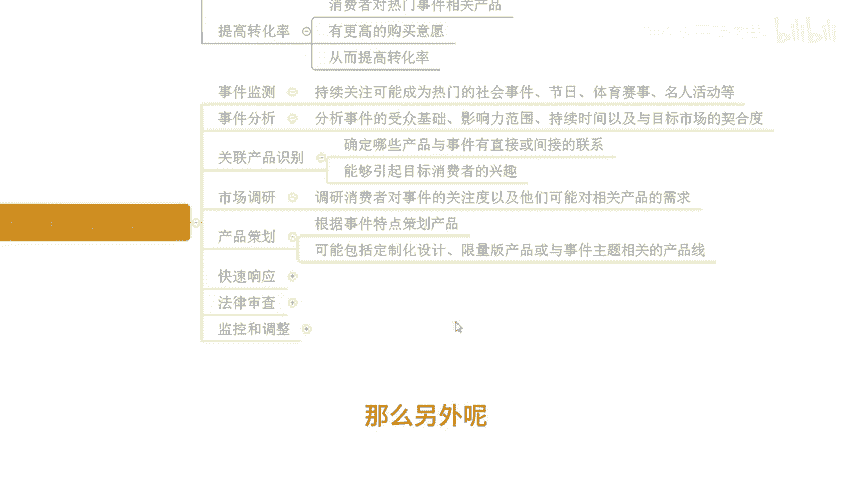 消费者对热门事件相关产品
提高转化率
有更高的购买意愿
从而提高转化率
事件监测 持续关注可能成为热门的社会事件、节日、体育赛事、名人活动等
事件分析 分析事件的受众基础、影响力范围、持续时间以及与目标市场的契合度
关联产品识别
确定哪些产品与事件有直接或间接的联系
能够引起目标消费者的兴趣
市场调研 调研消费者对事件的关注度以及他们可能对相关产品的需求
产品策划
根据事件特点策划产品
可能包括定制化设计、限量版产品或与事件主题相关的产品线
快速响应
法律审查
监控和调整
那么另外呢
bilibili